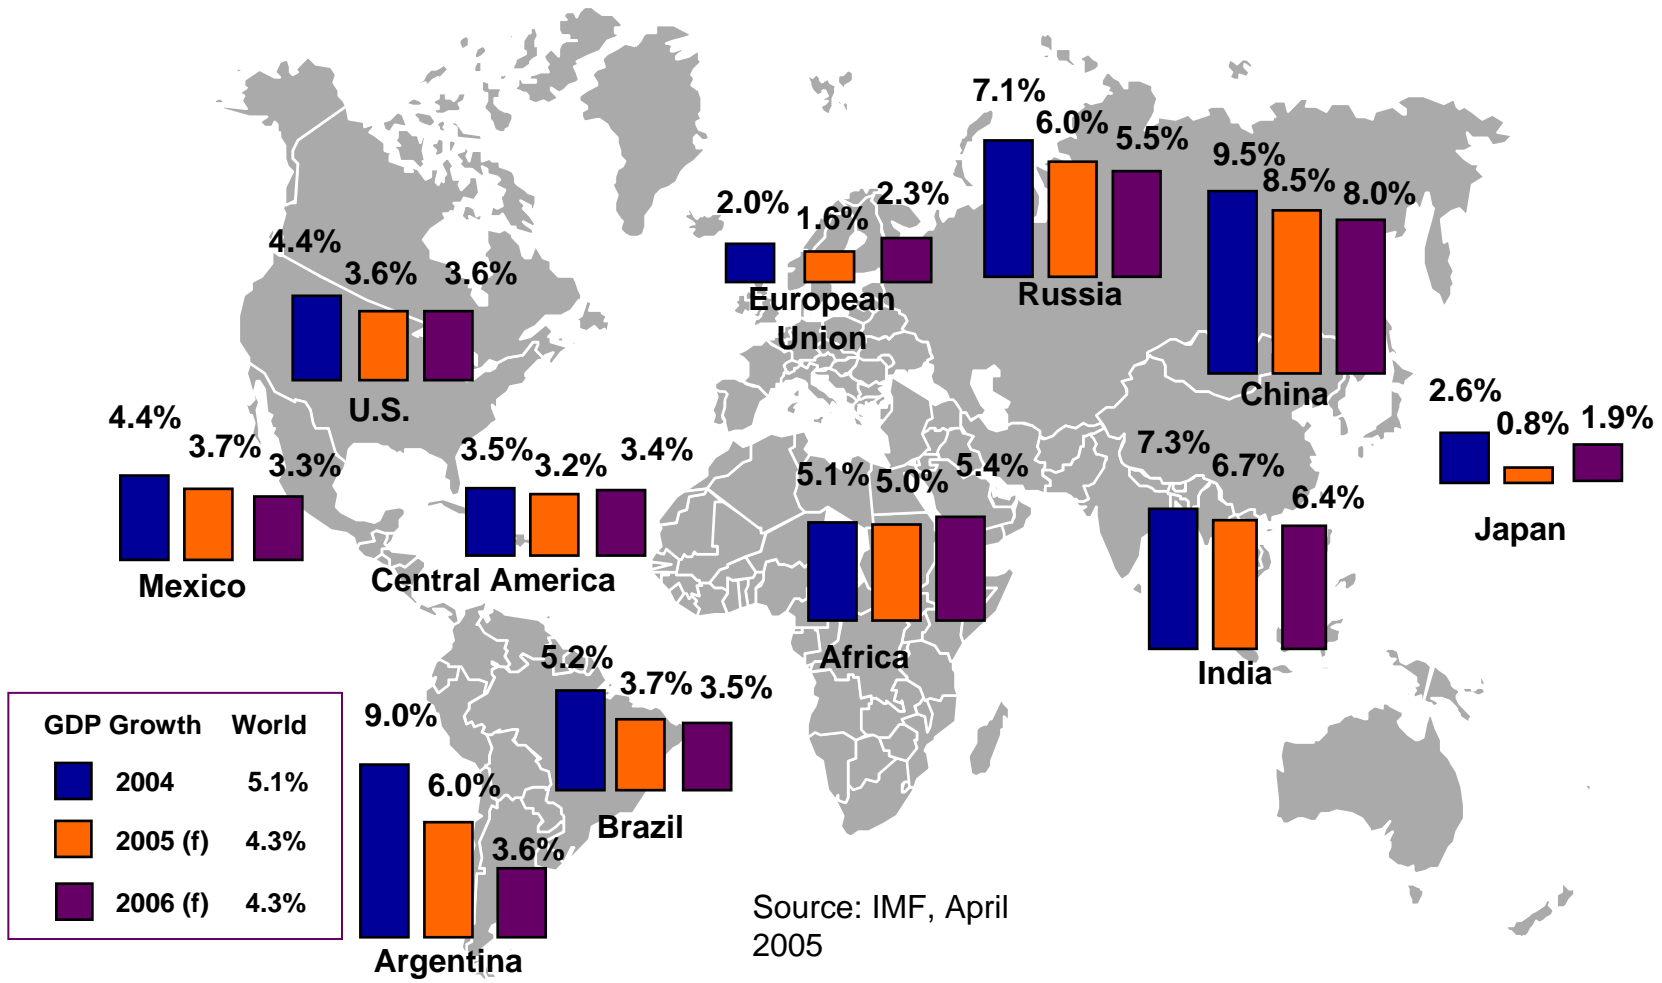 7.1%
6.0%
5.5%
Russia
9.5%
8.5%
8.0%
China
2.0%
1.6%
2.3%
European
Union
4.4%
3.6%
3.6%
U.S.
4.4%
3.7%
3.3%
Mexico
3.5%
3.2%
3.4%
Central America
5.1%
5.0%
5.4%
Africa
7.3%
6.7%
6.4%
India
2.6%
0.8%
1.9%
Japan
5.2%
3.7%
3.5%
Brazil
9.0%
6.0%
3.6%
Argentina
GDP Growth World
2004 5.1%
2005 (f) 4.3%
2006 (f) 4.3%
Source: IMF, April
2005